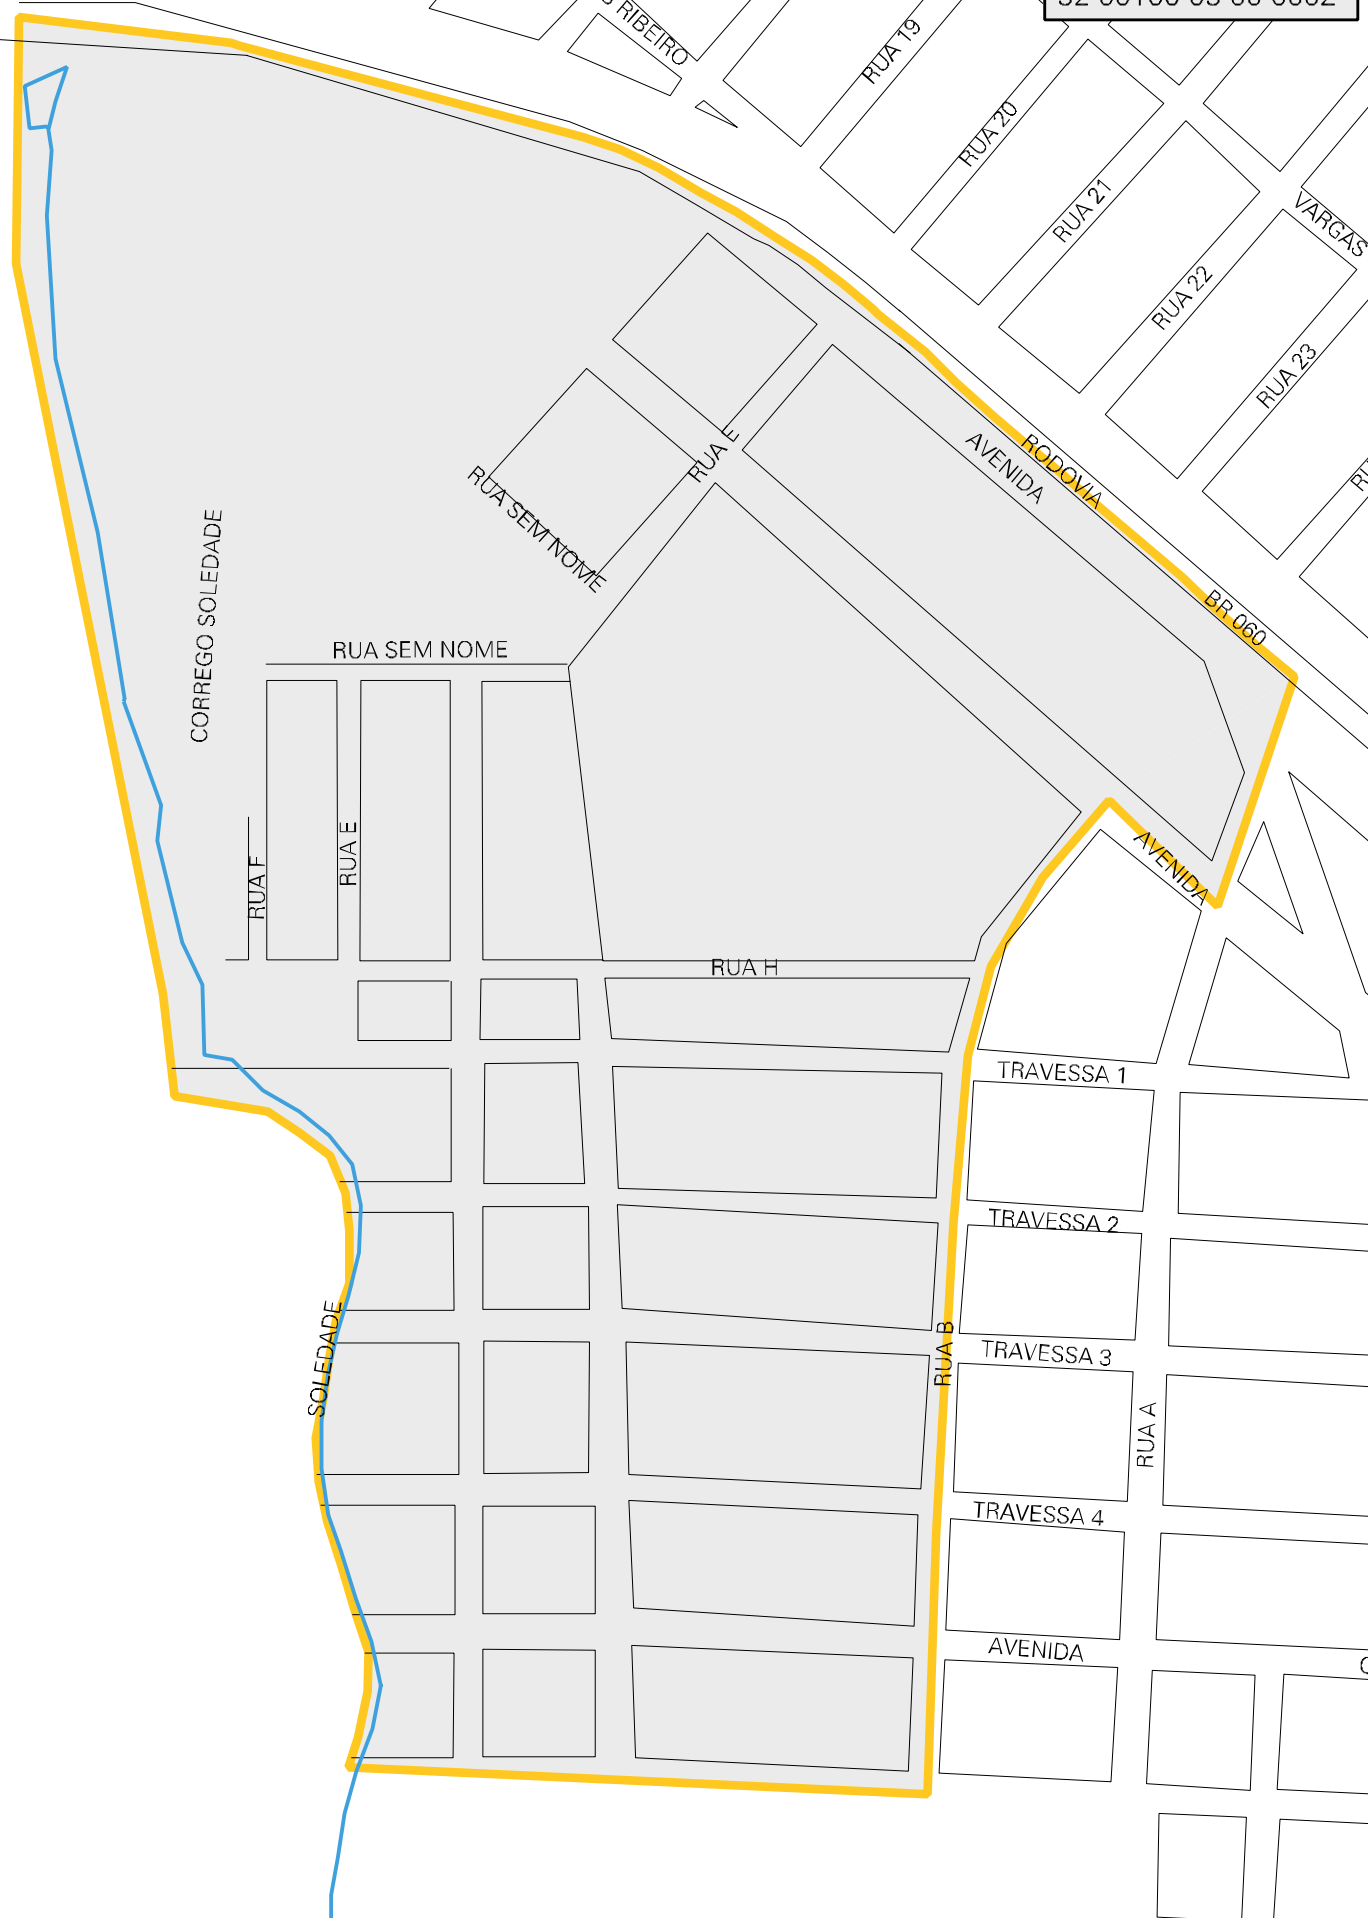 RIBEIRO
RUA 19
RUA 20
RUA 21
VARGAS
RUA 22
RUA 23
RODOVIA
AVENIDA
RUA E
RUA SEM NOME
CORREGO SOLEDADE
BR 060
RUA SEM NOME
RUA E
RUA F
AVENIDA
RUA H
TRAVESSA 1
TRAVESSA 2
SOLEDADE
RUA B
TRAVESSA 3
RUA A
TRAVESSA 4
AVENIDA